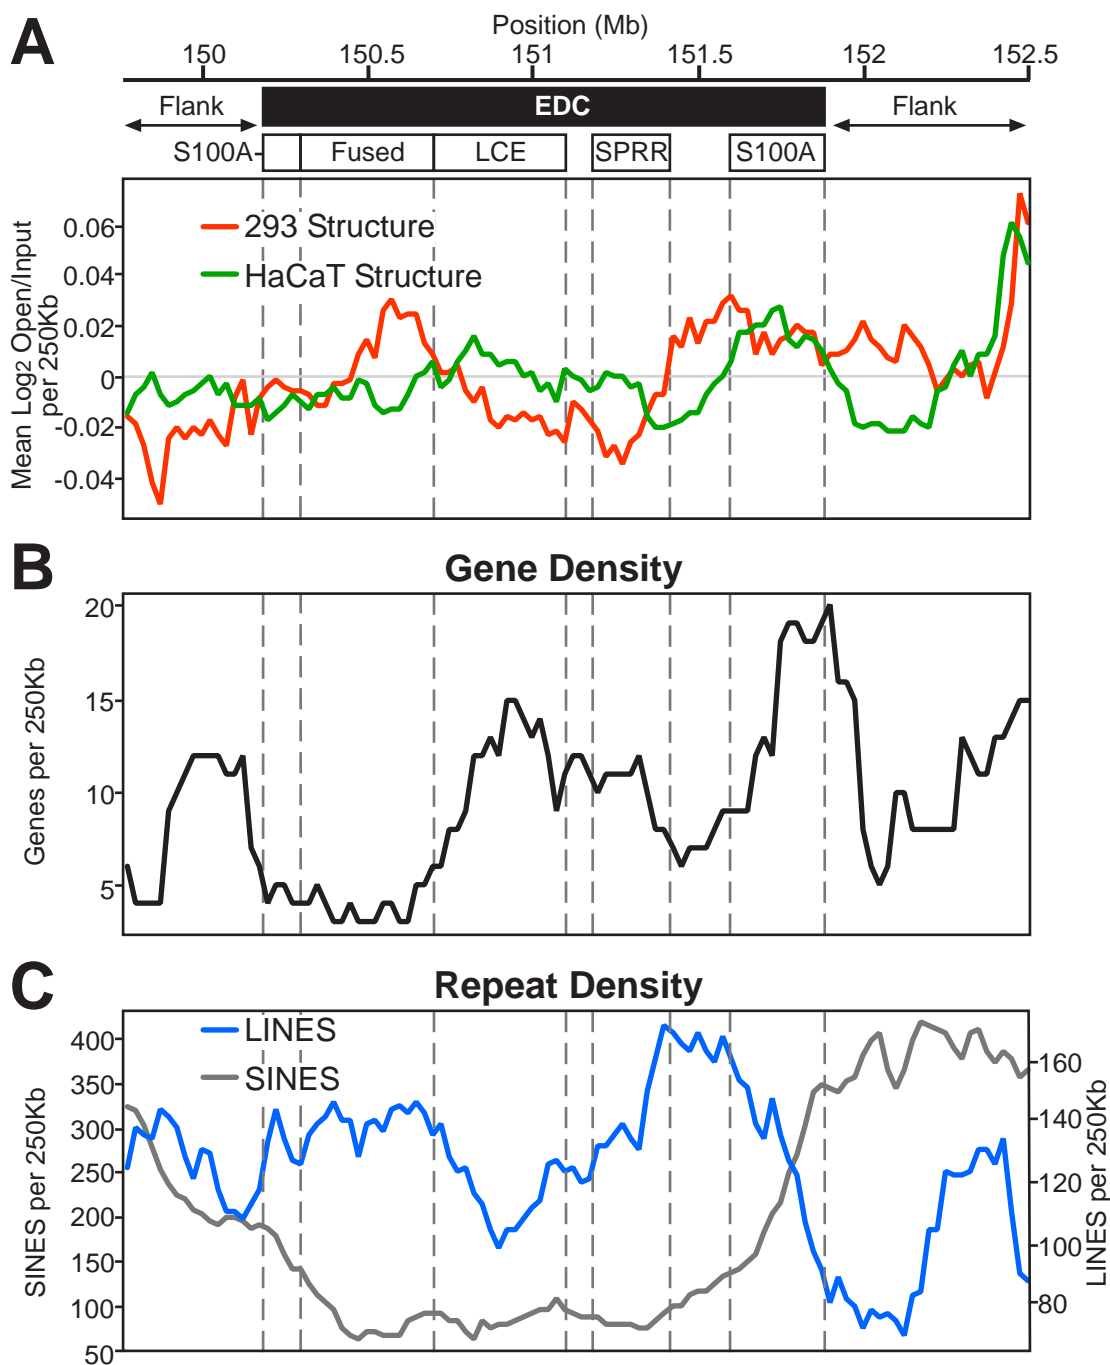 A
Position (Mb)
150 150.5 151 151.5 152 152.5
Flank EDC Flank
S100A Fused LCE SPRR S100A
Mean Log2 Open/Input
per 250Kb
0.06
0.04
0.02
0
-0.02
-0.04
293 Structure
HaCaT Structure
B
Gene Density
Genes per 250Kb
20
15
10
5
C
Repeat Density
SINES per 250Kb
400
350
300
250
200
150
100
50
LINES
SINES
160
140
120
100
80
LINES per 250Kb